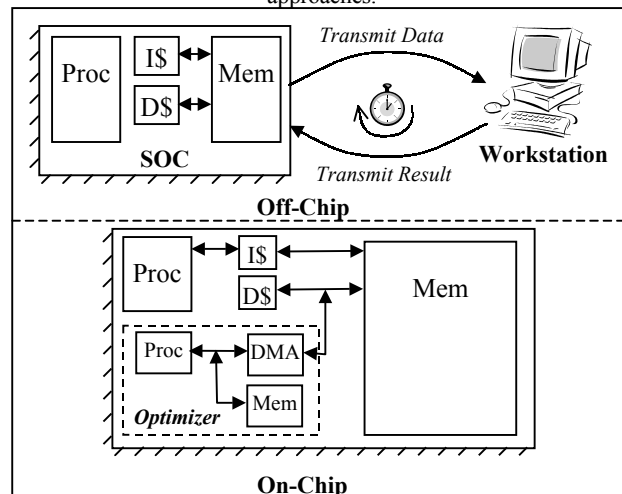 approaches.
Transmit Data
Proc
I$
Mem
D$
SOC
Workstation
Transmit Result
Off-Chip
Proc
I$
D$
Mem
Proc
DMA
Mem
Optimizer
On-Chip